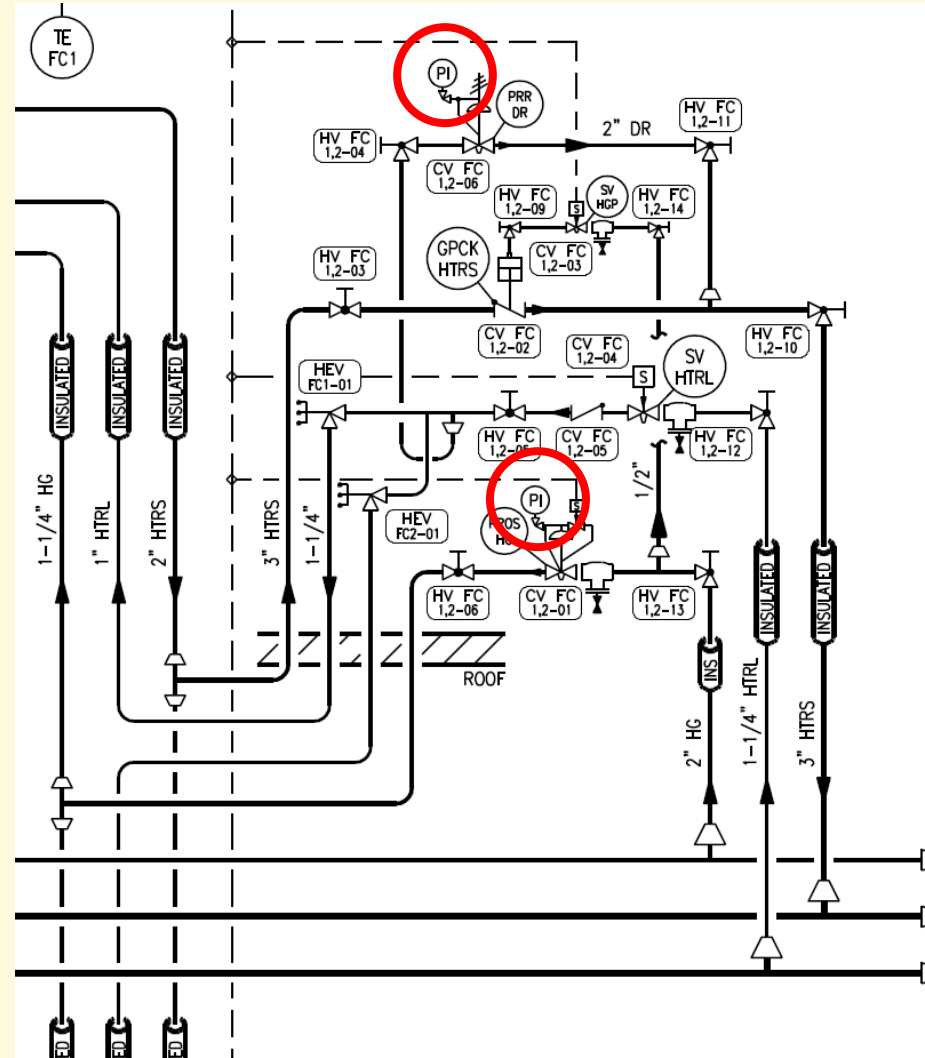 TE
FC1
PI
PRR
DR
HV FC
1,2-04
CV FC
1,2-06
2" DR
HV FC
1,2-11
HV FC
1,2-09
S
SV
HGP
HV FC
1,2-14
CV FC
1,2-03
HV FC
1,2-03
GPCK
HTRS
CV FC
1,2-02
CV FC
1,2-04
SV
HTRL
S
HV FC
1,2-10
HEV
FC1-01
HV FC
1,2-05
CV FC
1,2-05
HV FC
1,2-12
INSULATED
INSULATED
INSULATED
1-1/4" HG
1" HTRL
2" HTRS
3" HTRS
1-1/4"
HEV
FC2-01
PI
S
1/2"
HV FC
1,2-06
CV FC
1,2-01
HV FC
1,2-13
INSULATED
INSULATED
ROOF
INS
2" HG
1-1/4" HTRL
3" HTRS